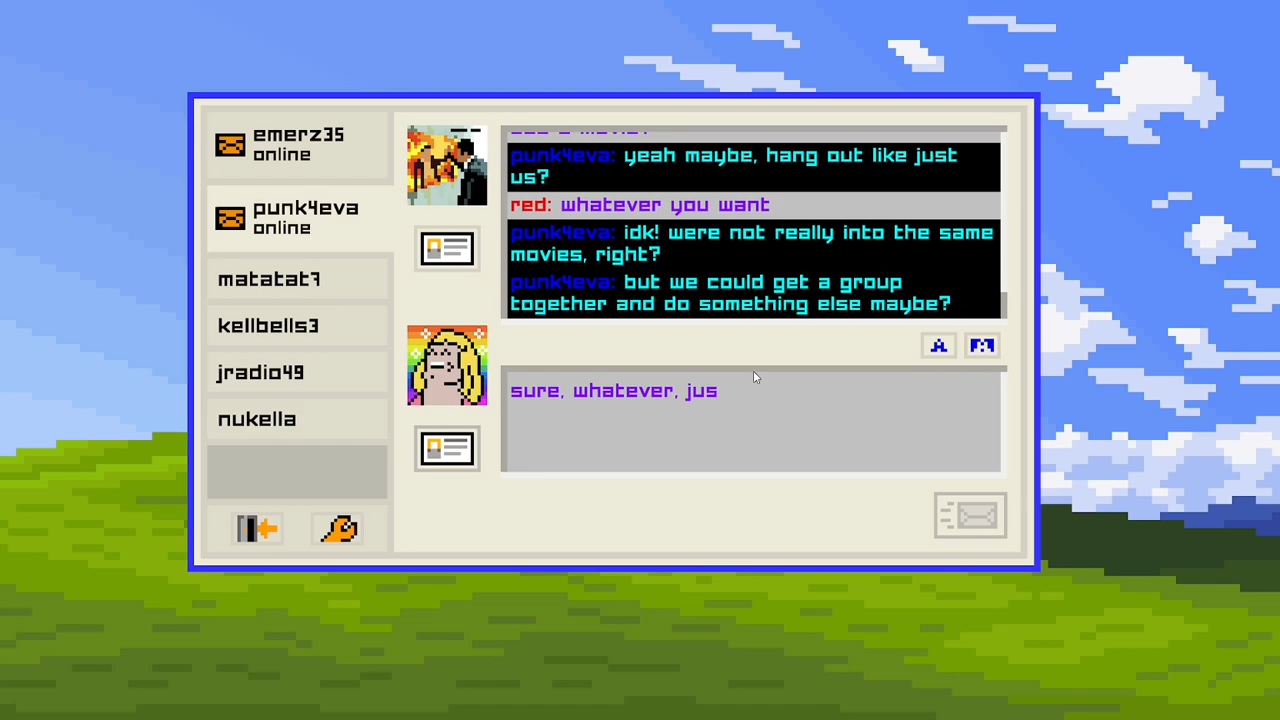 emerz35
online
punk4eva
online
matatat7
kellbells3
jradio49
nukella
punk4eva: yeah maybe, hang out like just
us?
red: whatever you want
punk4eva: idk! were not really into the same
movies, right?
punk4eva: but we could get a group
together and do something else maybe?
A A
sure, whatever, jus